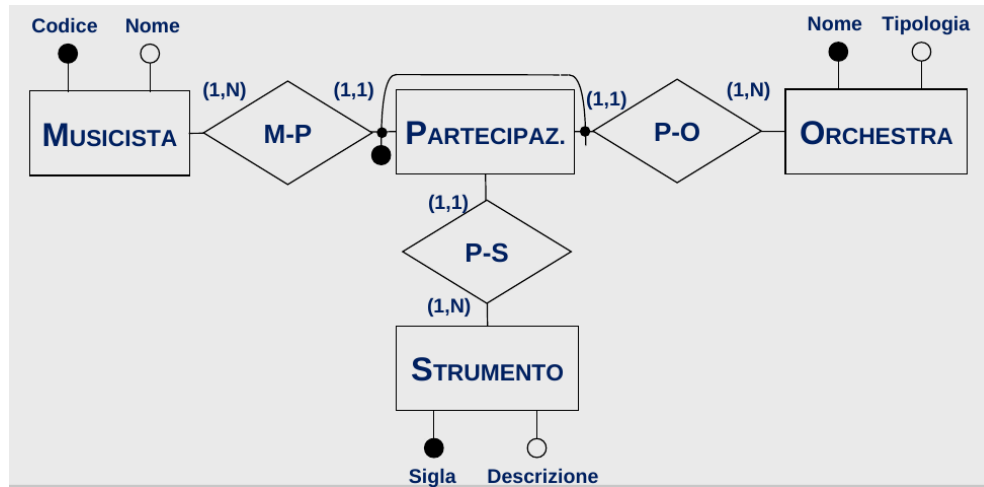 Codice Nome
Nome Tipologia
(1,N) (1,1) (1,1) (1,N)
MUSICISTA M-P PARTECIPAZ. P-O ORCHESTRA
(1,1)
P-S
(1,N)
STRUMENTO
Sigla Descrizione